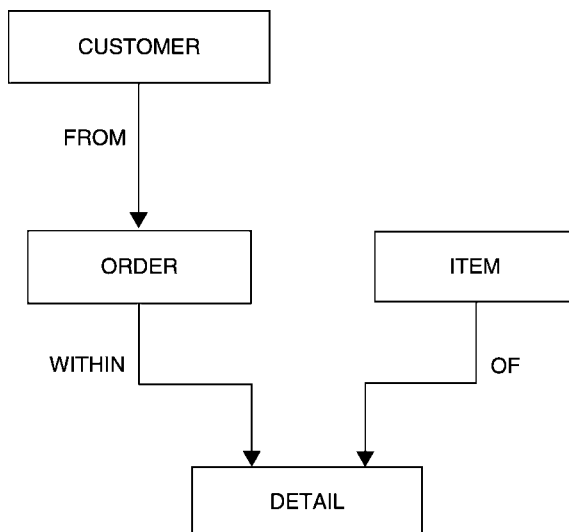 CUSTOMER
FROM
ORDER
ITEM
WITHIN
OF
DETAIL